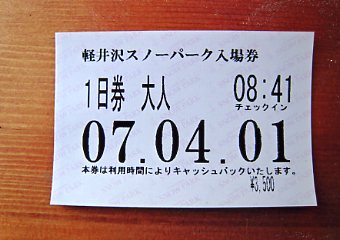 軽井沢スノーパーク入場券
1日券 大人 08:41
チェックイン
07.04.01
本券は利用時間によりキャッシュバックいたします。
¥3,500